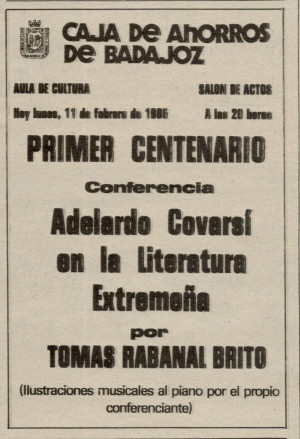 CAJA DE AHORROS
DE BADAJOZ
AULA DE CULTURA SALON DE ACTOS
Hoy lunes, 11 de febrero de 1985 A las 20 horas
PRIMER CENTENARIO
Conferencia
Adelardo Covarsí
en la Literatura
Extremeña
por
TOMAS RABANAL BRITO
(Ilustraciones musicales al piano por el propio
conferenciante)